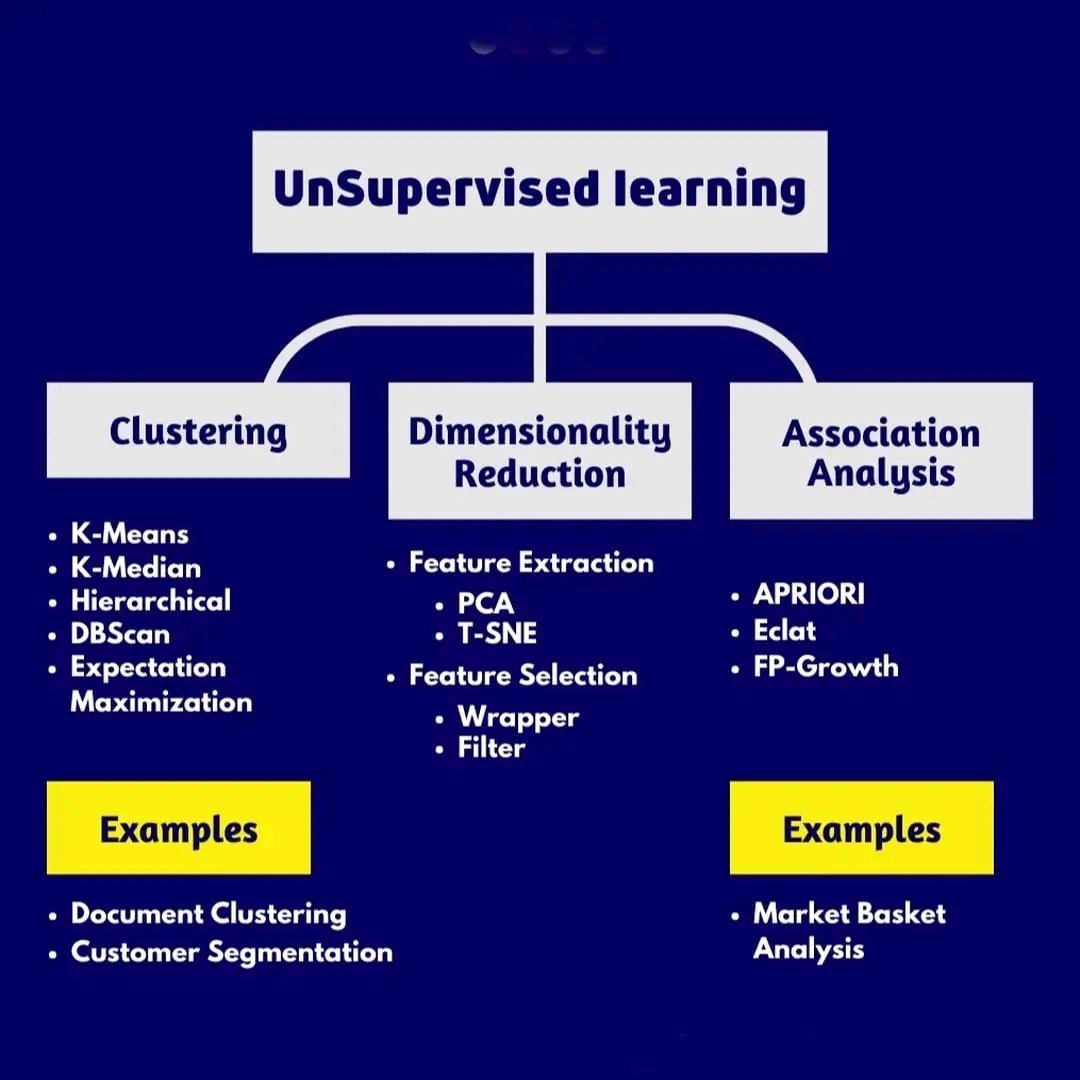 UnSupervised learning
Clustering
• K-Means
• K-Median
• Hierarchical
• DBScan
• Expectation
Maximization
Examples
• Document Clustering
• Customer Segmentation
Dimensionality
Reduction
• Feature Extraction
• PCA
• T-SNE
• Feature Selection
• Wrapper
• Filter
Association
Analysis
• APRIORI
• Eclat
• FP-Growth
Examples
• Market Basket
Analysis